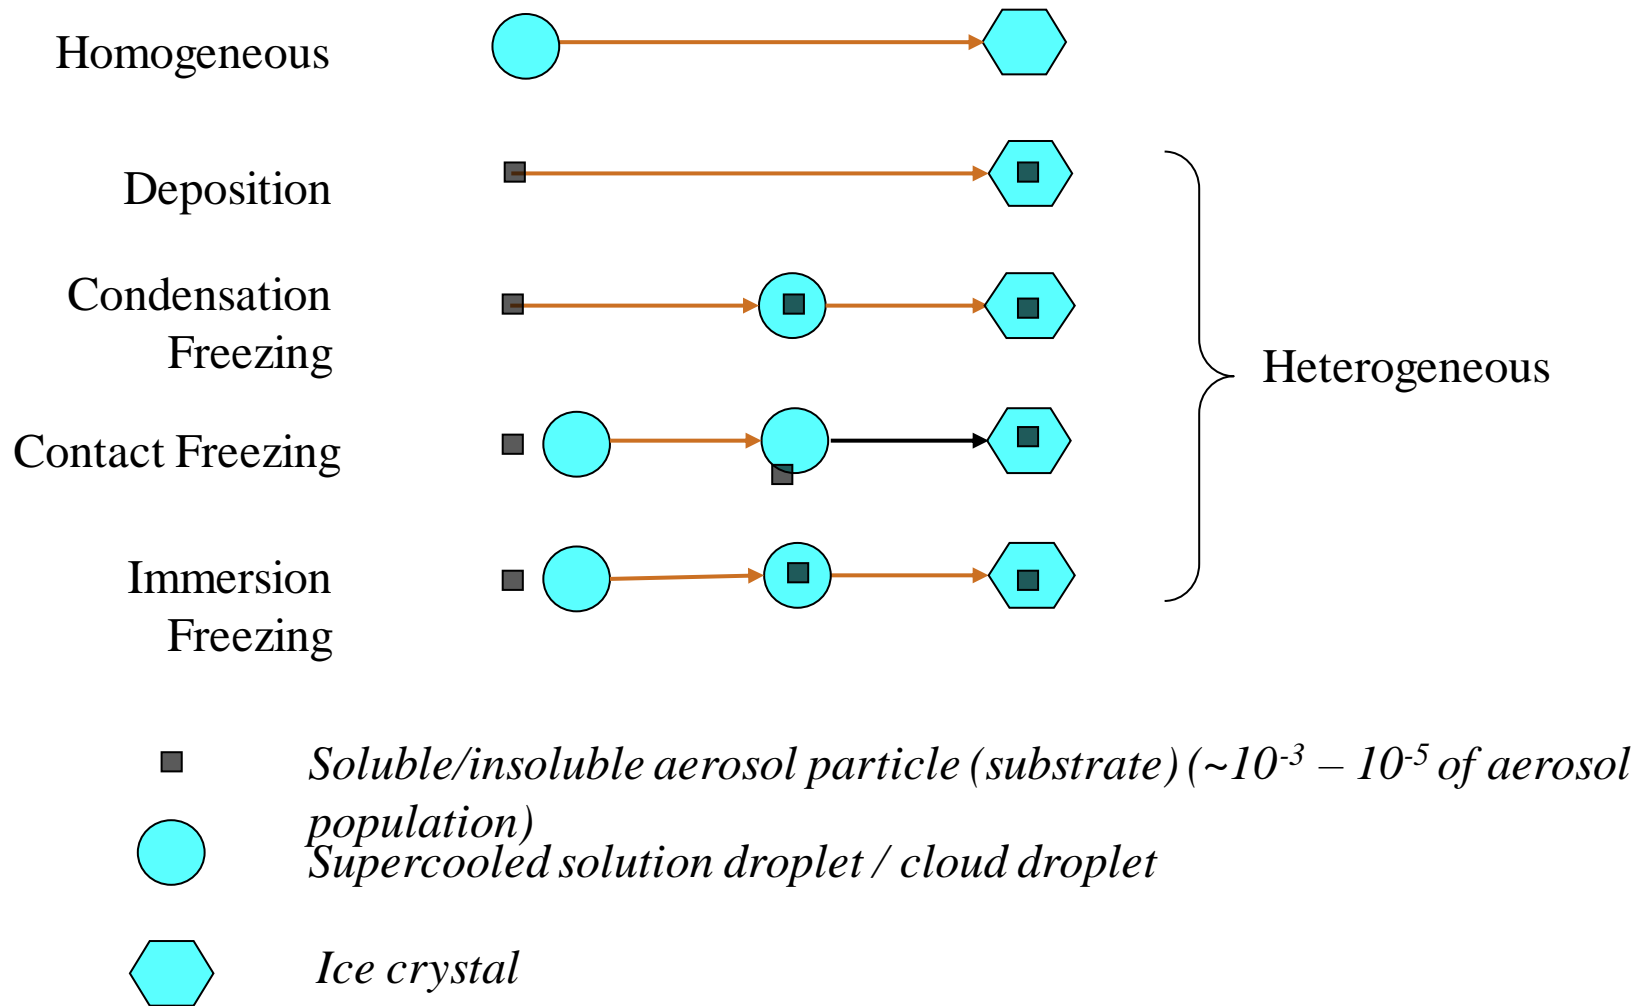 Homogeneous
Deposition
Condensation
Freezing
Contact Freezing
Immersion
Freezing
Heterogeneous
Soluble/insoluble aerosol particle (substrate) (~10⁻³ – 10⁻⁵ of aerosol
population)
Supercooled solution droplet / cloud droplet
Ice crystal